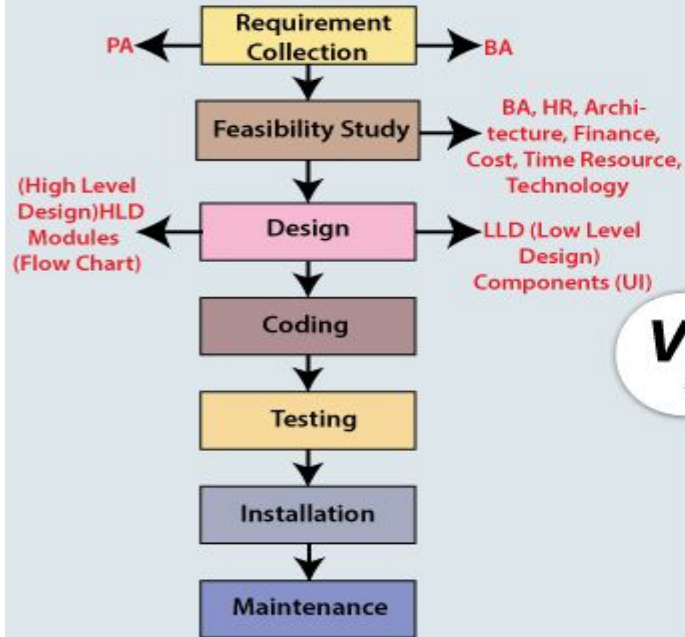 Requirement
Collection
PA
BA
Feasibility Study
BA, HR, Archi-
tecture, Finance,
Cost, Time Resource,
Technology
(High Level
Design)HLD
Modules
(Flow Chart)
Design
LLD (Low Level
Design)
Components (UI)
Coding
V
Testing
Installation
Maintenance